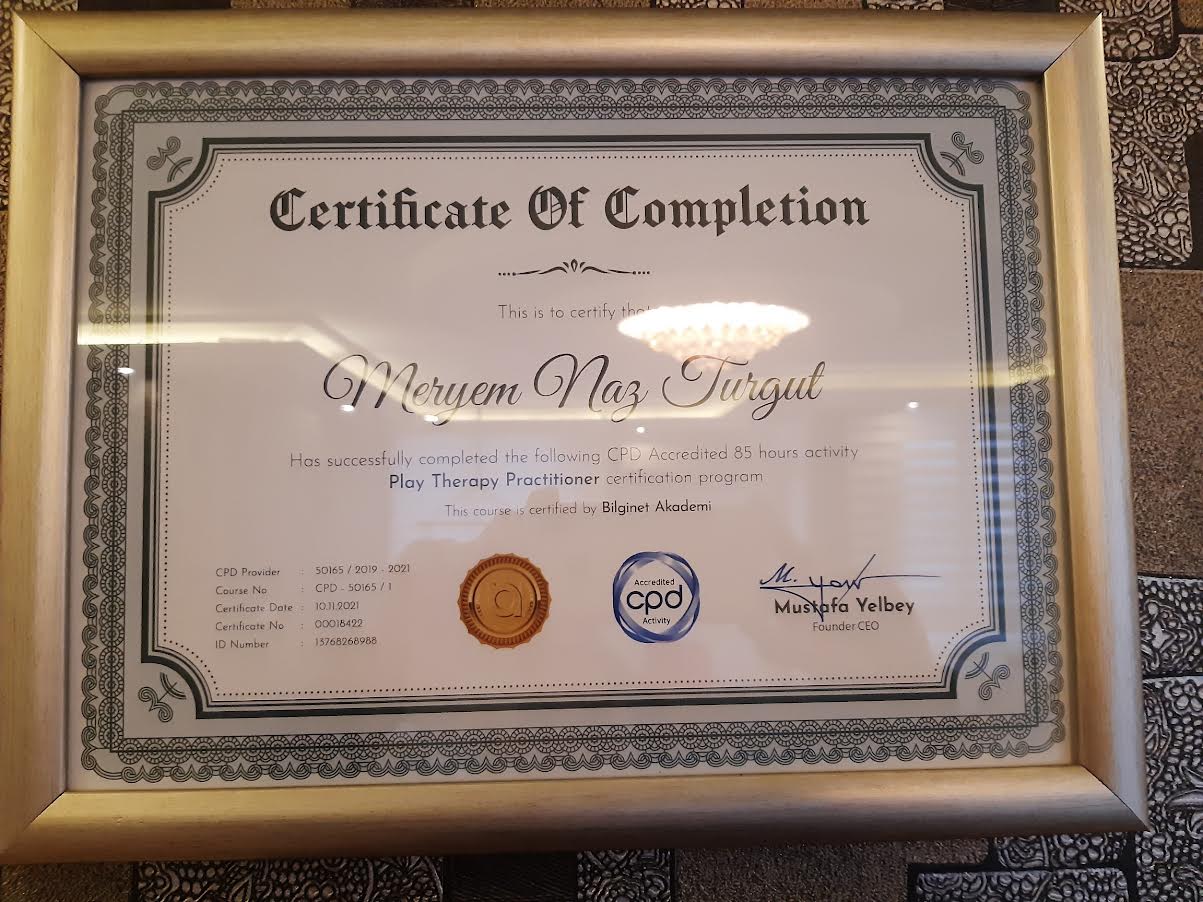 Certificate Of Completion
This is to certify that
Meryem Naz Turgut
Has successfully completed the following CPD Accredited 85 hours activity
Play Therapy Practitioner certification program
This course is certified by Bilginet Akademi
CPD Provider : 50165 / 2019 - 2021
Course No : CPD - 50165 / 1
Certificate Date : 10.11.2021
Certificate No : 00018422
ID Number : 13768268988
a
Accredited
cpd
Activity
Mustafa Yelbey
Founder CEO